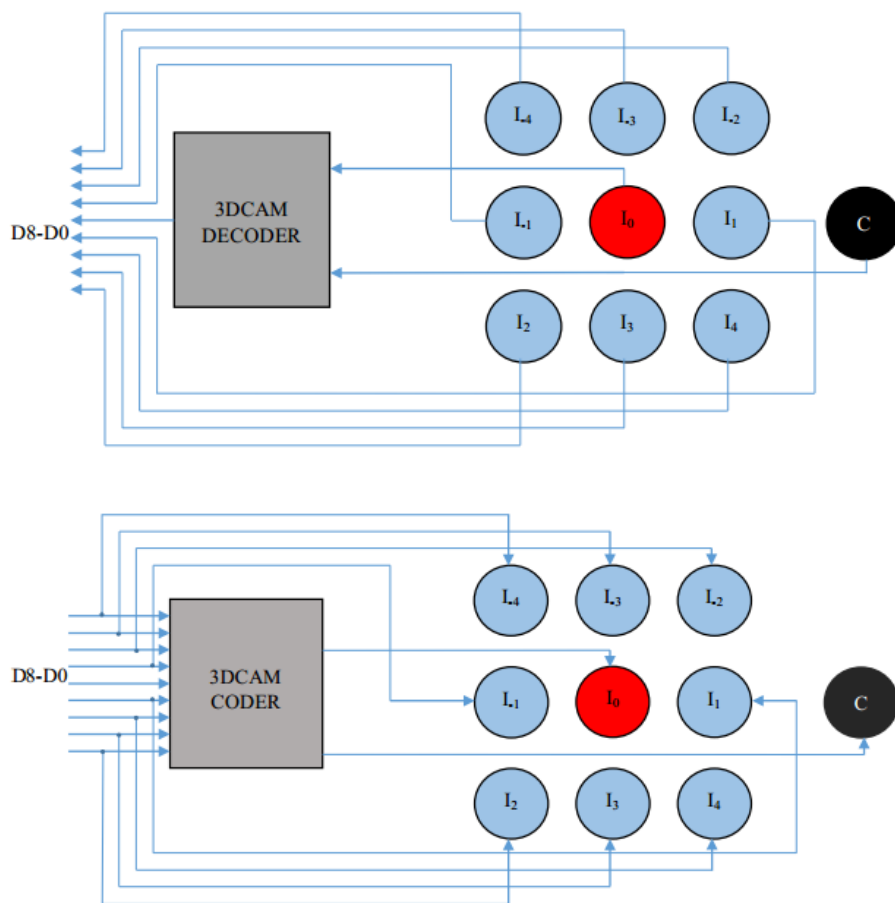 I-4 I-3 I-2
3DCAM
DECODER
I-1 I0 I1 C
D8-D0
I2 I3 I4
I-4 I-3 I-2
D8-D0
3DCAM
CODER
I-1 I0 I1 C
I2 I3 I4